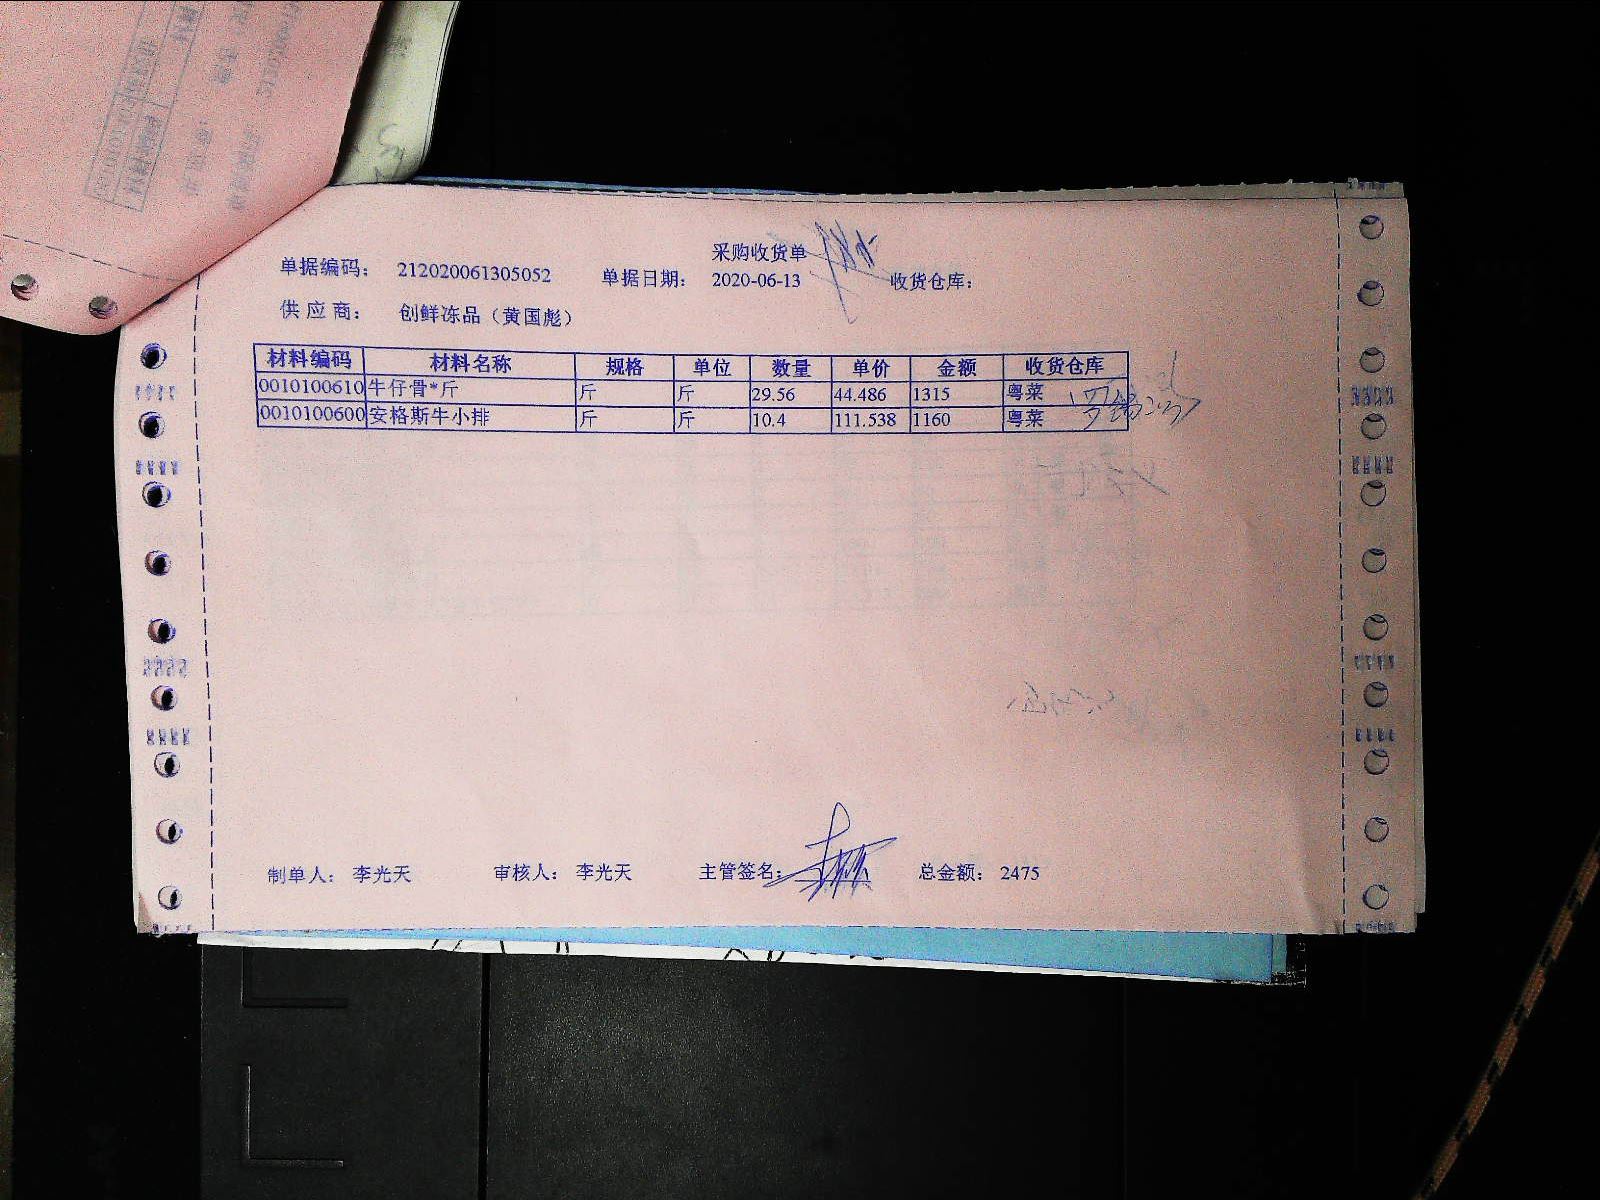 采购收货单
单据编码： 212020061305052 单据日期： 2020-06-13 收货仓库：
供应商： 创鲜冻品（黄国彪）
材料编码 材料名称 规格 单位 数量 单价 金额 收货仓库
0010100610 牛仔骨*斤 斤 斤 29.56 44.486 1315 粤菜
0010100600 安格斯牛小排 斤 斤 10.4 111.538 1160 粤菜
制单人： 李光天 审核人： 李光天 主管签名： 总金额： 2475